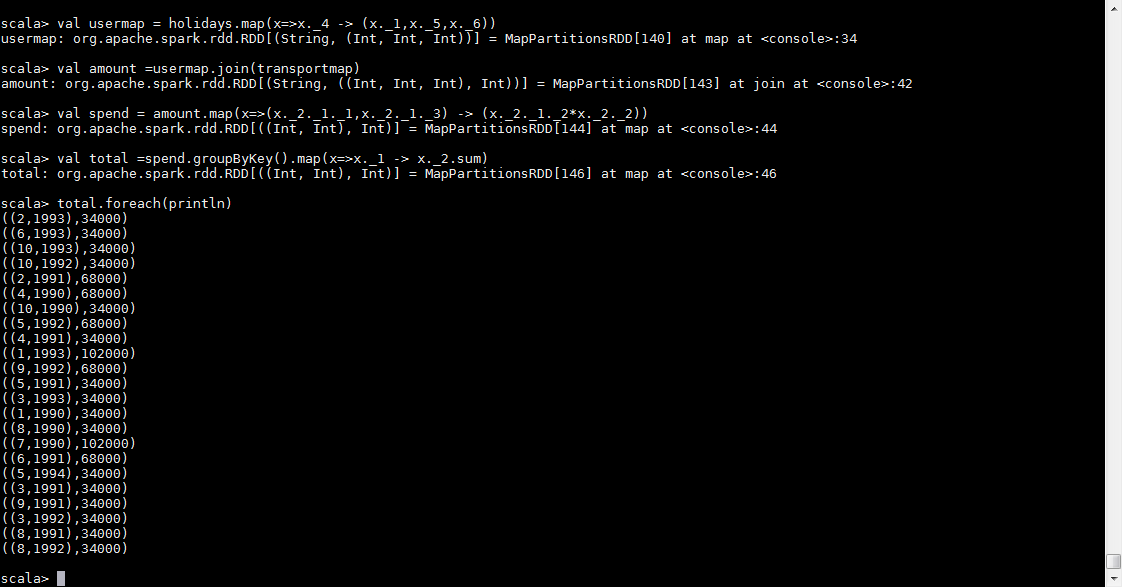 scala> val usermap = holidays.map(x=>x._4 -> (x._1,x._5,x._6))
usermap: org.apache.spark.rdd.RDD[(String, (Int, Int, Int))] = MapPartitionsRDD[140] at map at <console>:34
scala> val amount =usermap.join(transportmap)
amount: org.apache.spark.rdd.RDD[(String, ((Int, Int, Int), Int))] = MapPartitionsRDD[143] at join at <console>:42
scala> val spend = amount.map(x=>(x._2._1._1,x._2._1._3) -> (x._2._1._2*x._2._2))
spend: org.apache.spark.rdd.RDD[((Int, Int), Int)] = MapPartitionsRDD[144] at map at <console>:44
scala> val total =spend.groupByKey().map(x=>x._1 -> x._2.sum)
total: org.apache.spark.rdd.RDD[((Int, Int), Int)] = MapPartitionsRDD[146] at map at <console>:46
scala> total.foreach(println)
((2,1993),34000)
((6,1993),34000)
((10,1993),34000)
((10,1992),34000)
((2,1991),68000)
((4,1990),68000)
((10,1990),34000)
((5,1992),68000)
((4,1991),34000)
((1,1993),102000)
((9,1992),68000)
((5,1991),34000)
((3,1993),34000)
((1,1990),34000)
((8,1990),34000)
((7,1990),102000)
((6,1991),68000)
((5,1994),34000)
((3,1991),34000)
((9,1991),34000)
((3,1992),34000)
((8,1991),34000)
((8,1992),34000)
scala>